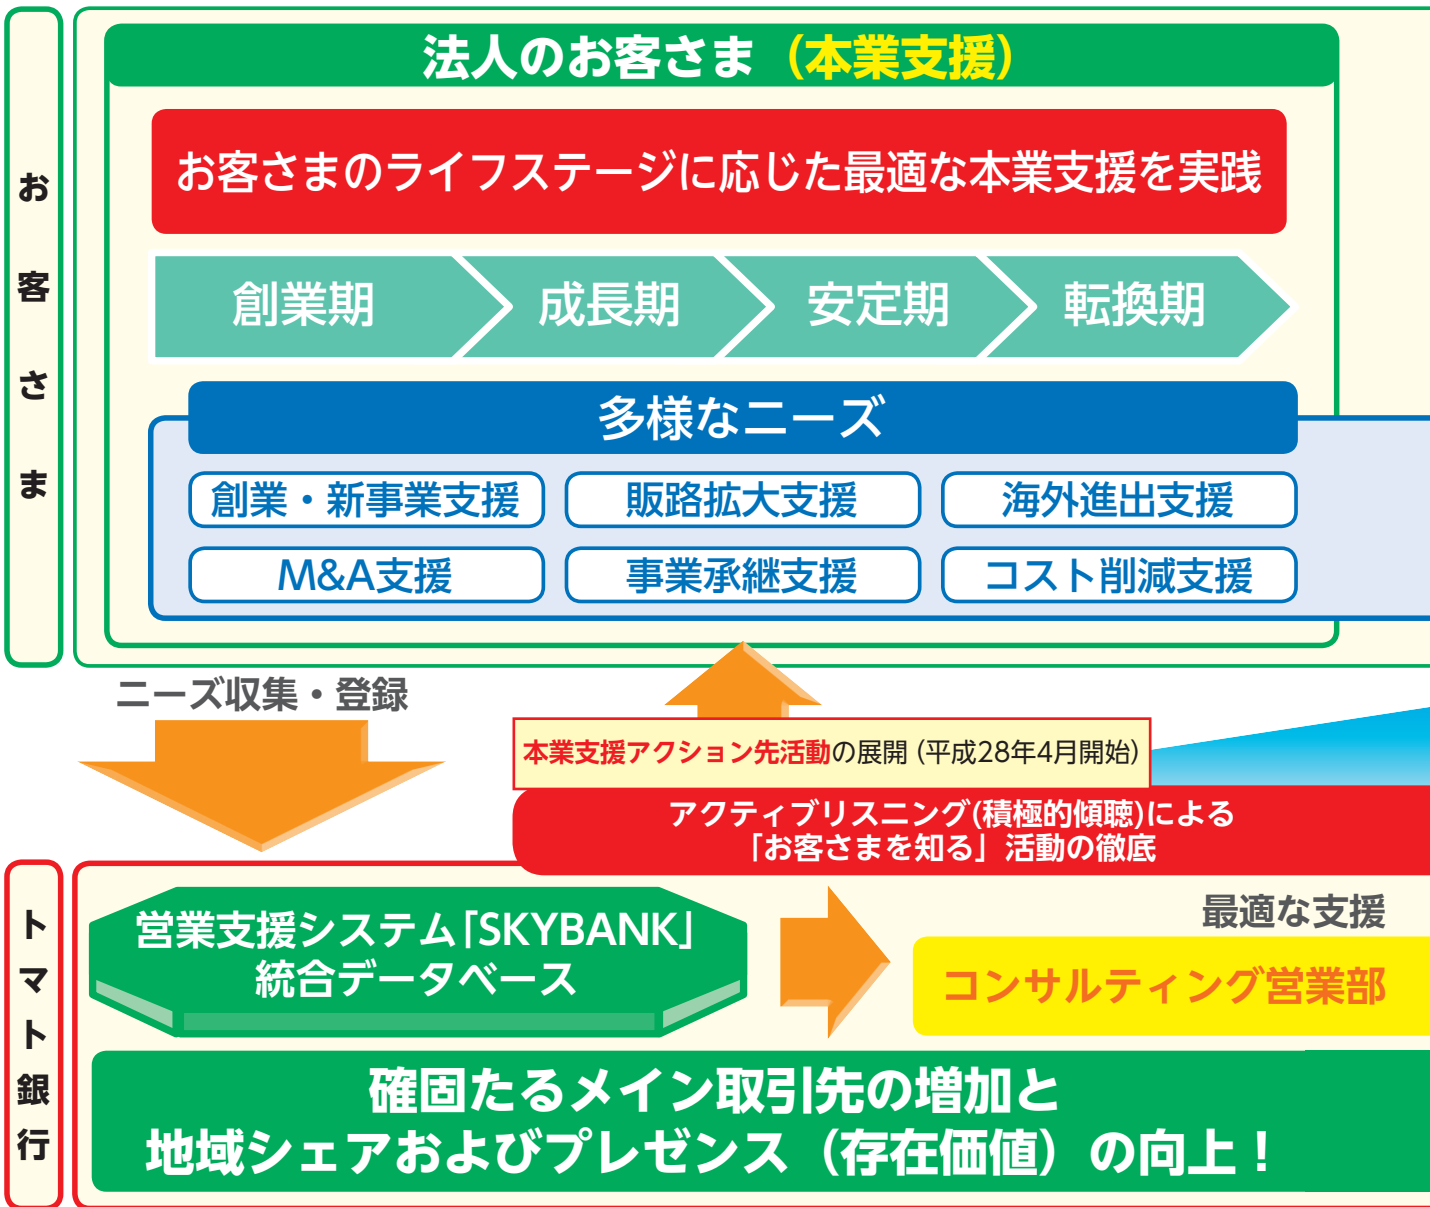 お客さま
法人のお客さま（本業支援）
お客さまのライフステージに応じた最適な本業支援を実践
創業期
成長期
安定期
転換期
多様なニーズ
創業・新事業支援
販路拡大支援
海外進出支援
M&A支援
事業承継支援
コスト削減支援
ニーズ収集・登録
本業支援アクション先活動の展開（平成28年4月開始）
アクティブリスニング(積極的傾聴)による
「お客さまを知る」活動の徹底
トマト銀行
営業支援システム「SKYBANK」
統合データベース
最適な支援
コンサルティング営業部
確固たるメイン取引先の増加と
地域シェアおよびプレゼンス（存在価値）の向上！